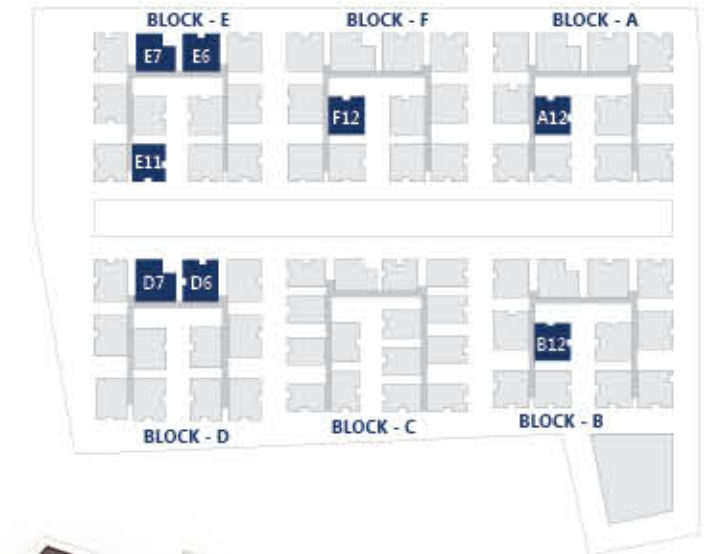 BLOCK - E
BLOCK - F
BLOCK - A
E7
E6
F12
A12
E11
D7
D6
B12
BLOCK - D
BLOCK - C
BLOCK - B